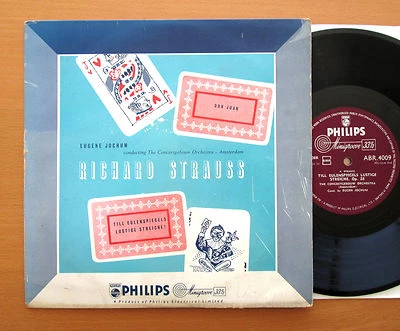 DON JUAN
EUGENE JOCHUM
conducting The Concertgebouw Orchestra - Amsterdam
RICHARD STRAUSS
TILL EULENSPIEGELS
LUSTIGE STREICHE!
PHILIPS
Minigroove 33⅓
A Product of Philips Electrical Limited
PHILIPS
Minigroove 33⅓
ABR.4009
TILL EULENSPIEGELS LUSTIGE
STREICHE, Op. 28
THE CONCERTGEBOUW ORCHESTRA
Cond. by EUGEN JOCHUM